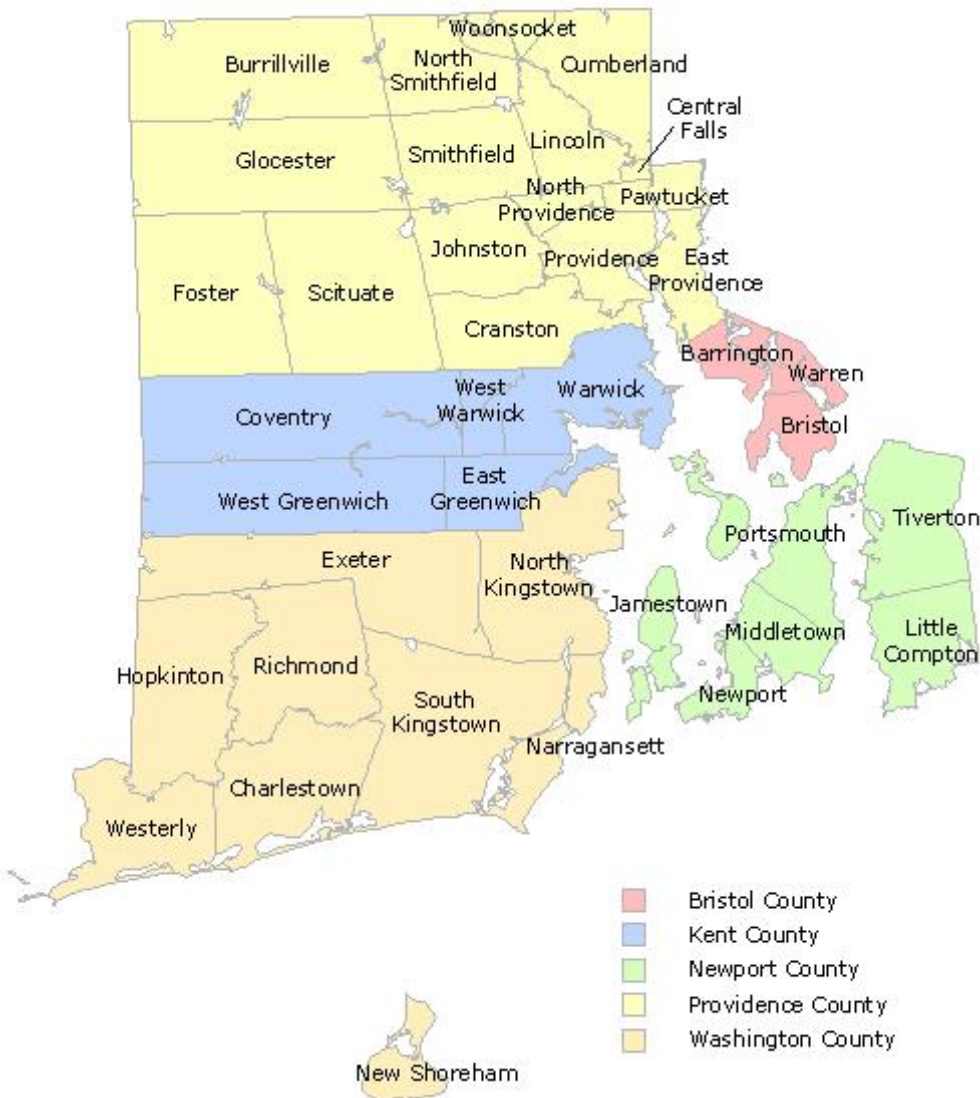 Woonsocket
Burrillville
North
Smithfield
Cumberland
Central
Falls
Glocester
Smithfield
Lincoln
North
Providence
Pawtucket
Johnston
Providence
East
Providence
Foster
Scituate
Cranston
Barrington
Warren
Coventry
West
Warwick
Warwick
Bristol
West Greenwich
East
Greenwich
Portsmouth
Tiverton
Exeter
North
Kingstown
Jamestown
Middletown
Little
Compton
Hopkinton
Richmond
South
Kingstown
Newport
Narragansett
Charlestown
Westerly
Bristol County
Kent County
Newport County
Providence County
Washington County
New Shoreham